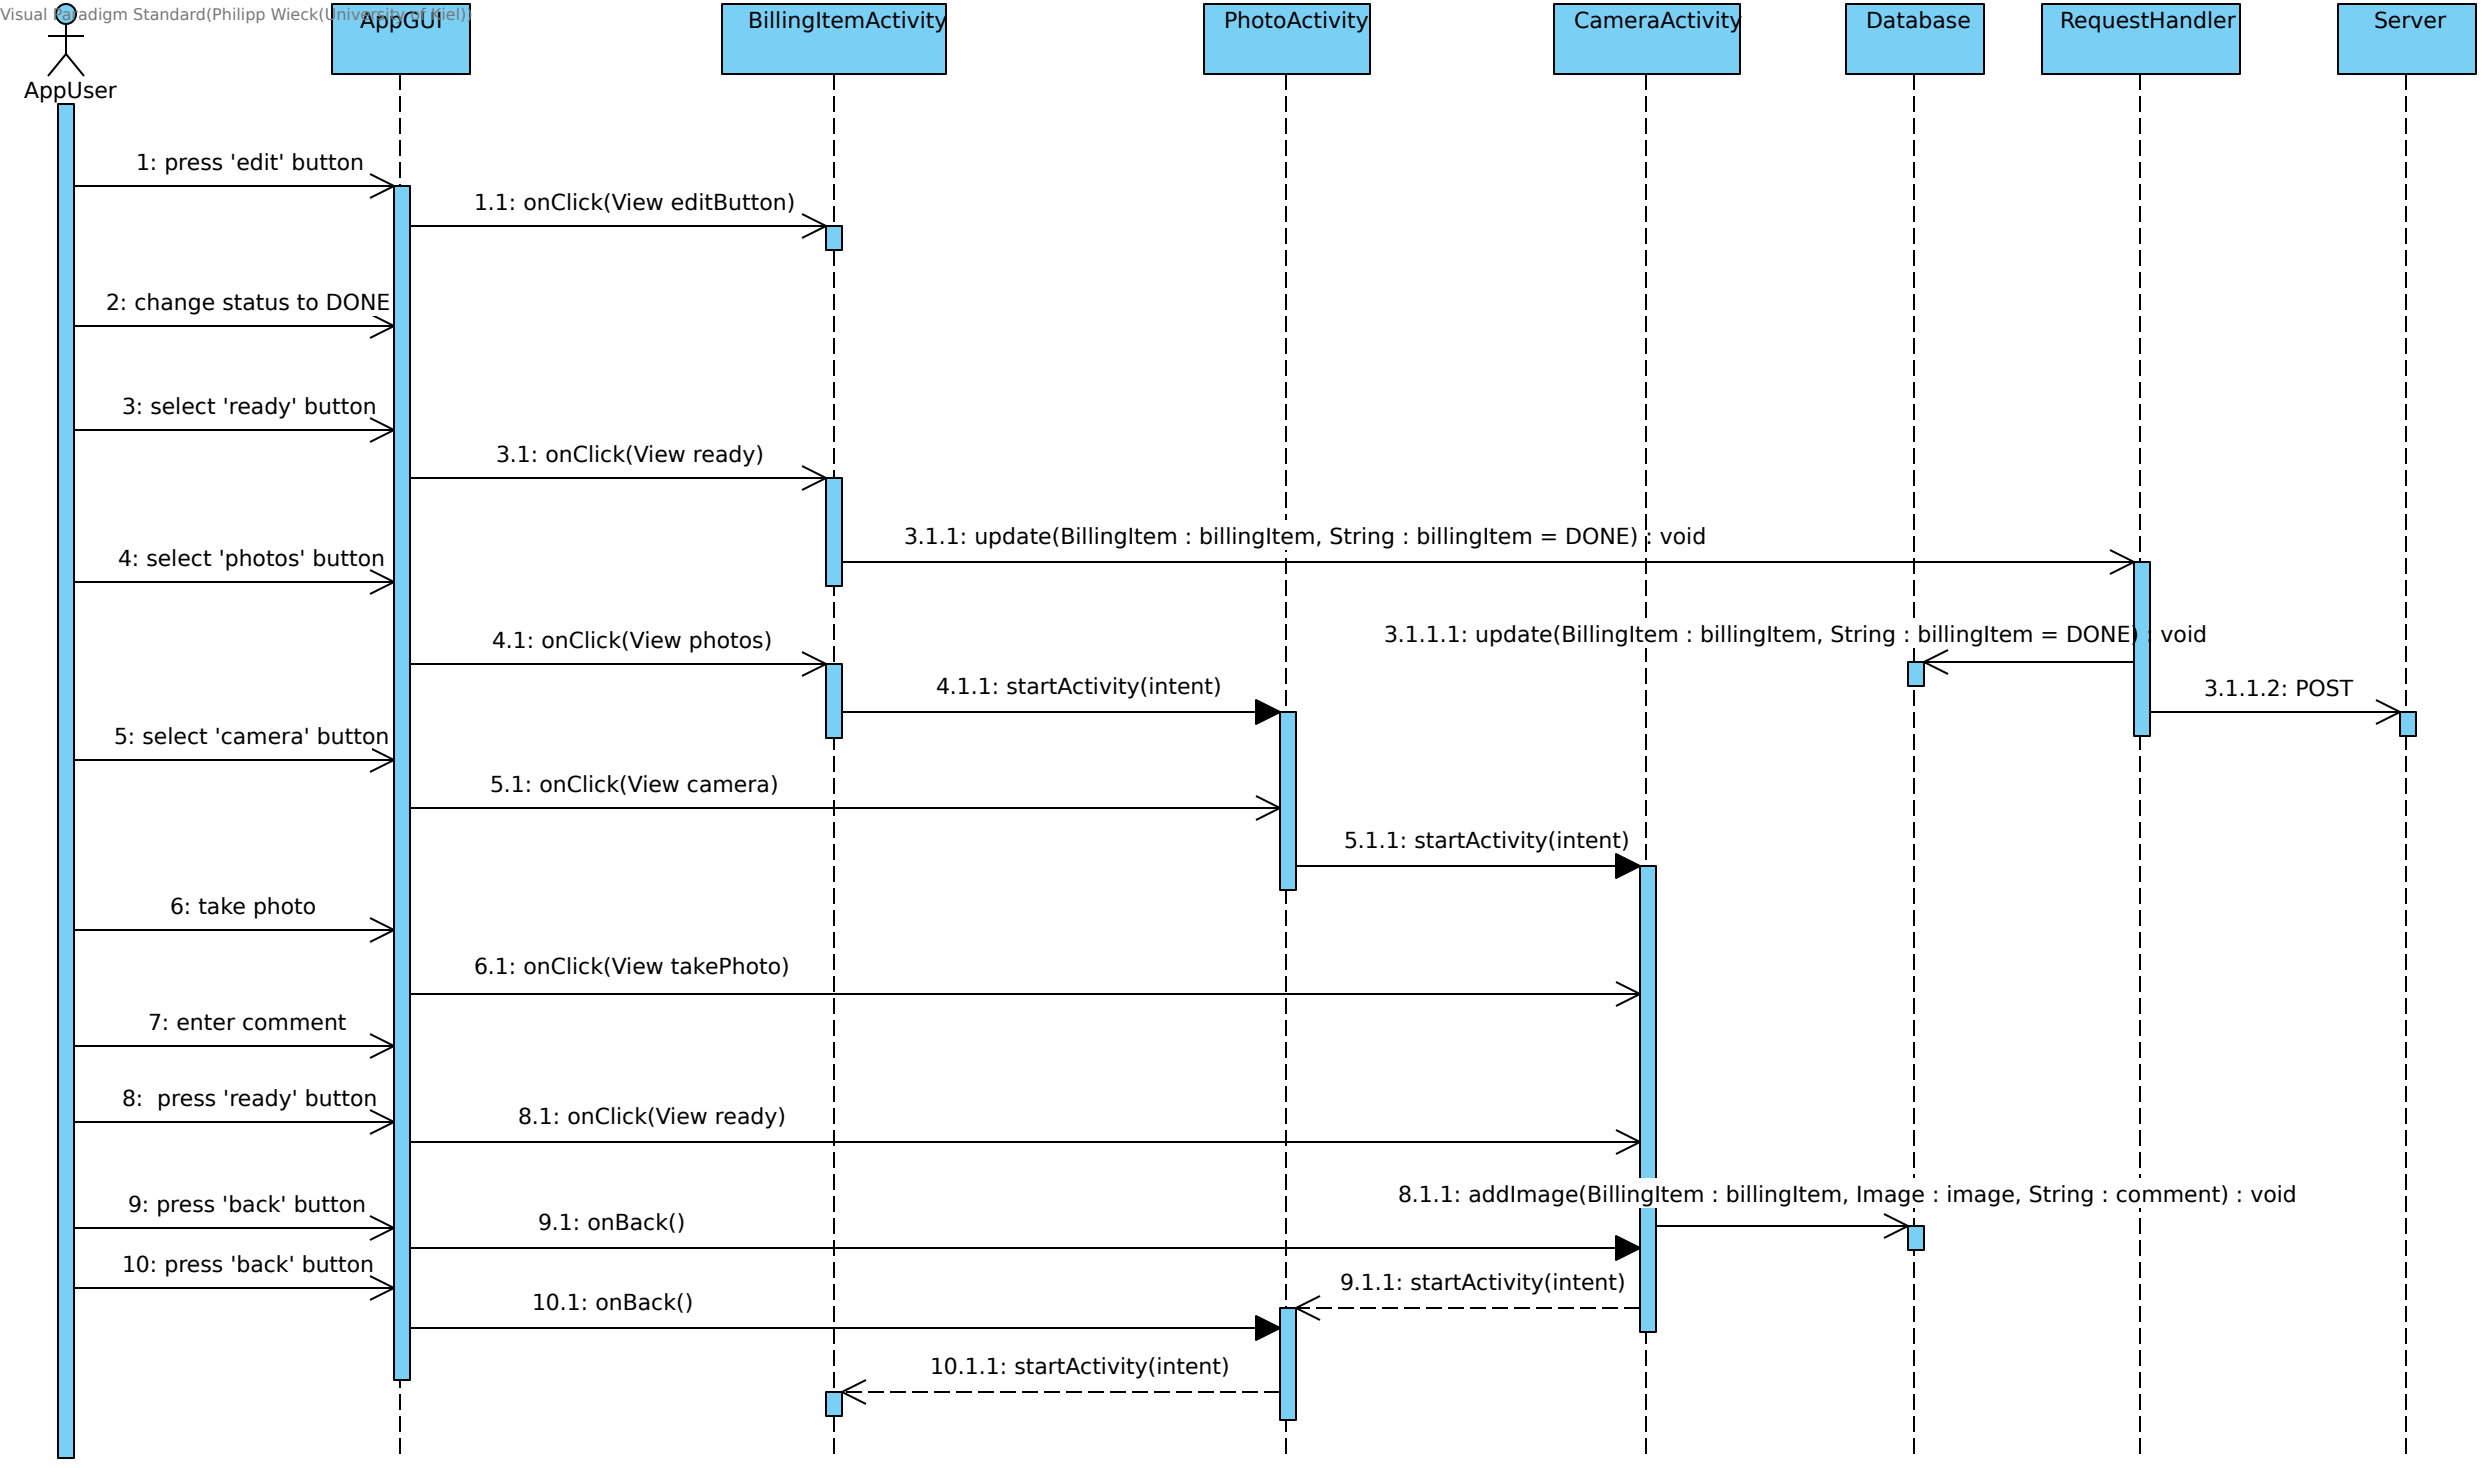 Visual Paradigm Standard(Philipp Wieck(University of Kiel))
AppUser
AppGUI
BillingItemActivity
PhotoActivity
CameraActivity
Database
RequestHandler
Server
1: press 'edit' button
1.1: onClick(View editButton)
2: change status to DONE
3: select 'ready' button
3.1: onClick(View ready)
3.1.1: update(BillingItem : billingItem, String : billingItem = DONE) : void
4: select 'photos' button
3.1.1.1: update(BillingItem : billingItem, String : billingItem = DONE) : void
4.1: onClick(View photos)
4.1.1: startActivity(intent)
3.1.1.2: POST
5: select 'camera' button
5.1: onClick(View camera)
5.1.1: startActivity(intent)
6: take photo
6.1: onClick(View takePhoto)
7: enter comment
8:  press 'ready' button
8.1: onClick(View ready)
8.1.1: addImage(BillingItem : billingItem, Image : image, String : comment) : void
9: press 'back' button
9.1: onBack()
10: press 'back' button
9.1.1: startActivity(intent)
10.1: onBack()
10.1.1: startActivity(intent)